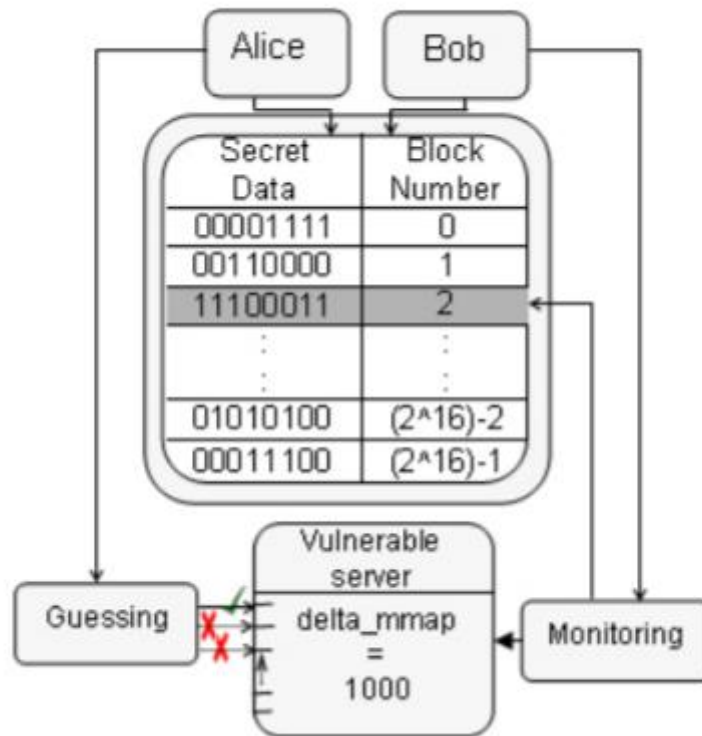 Alice
Bob
Secret Data
Block Number
00001111
0
00110000
1
11100011
2
:
:
:
:
01010100
(2^16)-2
00011100
(2^16)-1
Vulnerable
server
Guessing
delta_mmap
=
1000
Monitoring